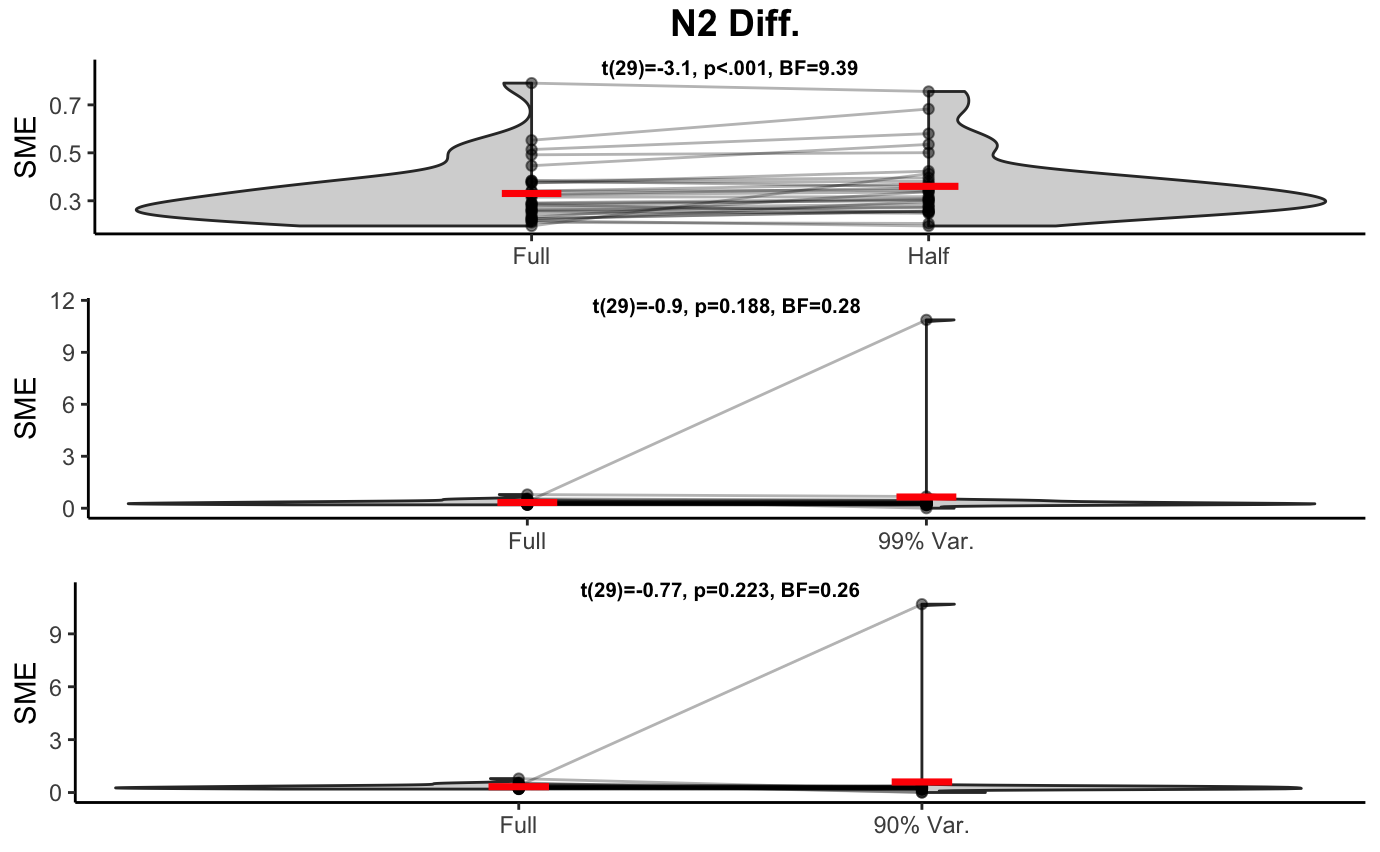 N2 Diff.
t(29)=-3.1, p<.001, BF=9.39
SME
0.7
0.5
0.3
Full
Half
t(29)=-0.9, p=0.188, BF=0.28
SME
12
9
6
3
0
Full
99% Var.
t(29)=-0.77, p=0.223, BF=0.26
SME
9
6
3
0
Full
90% Var.